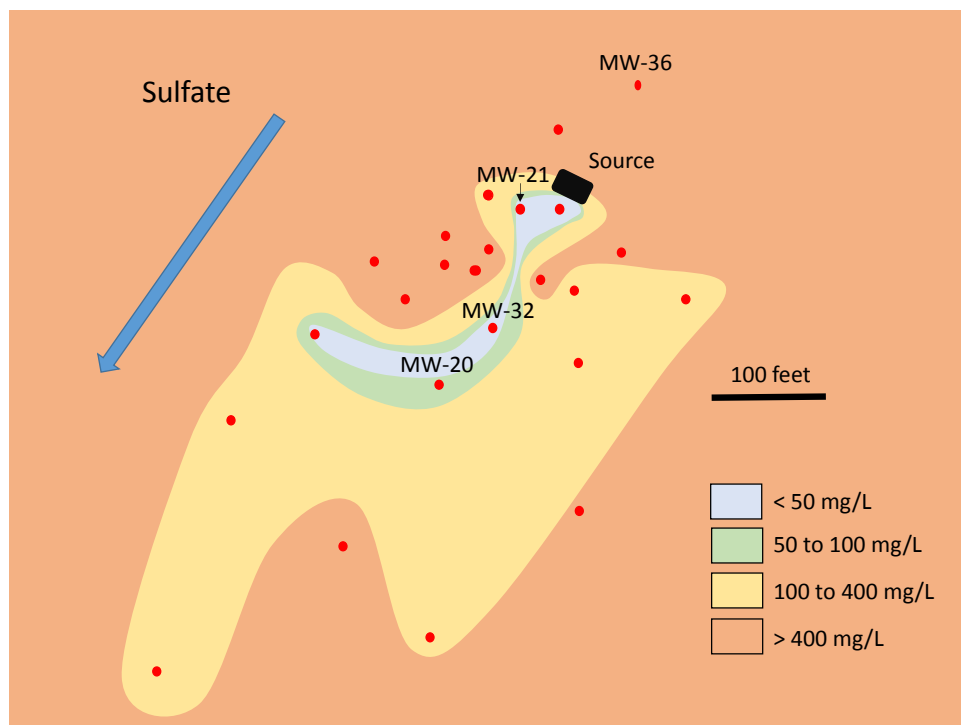 MW-36
Sulfate
Source
MW-21
MW-32
MW-20
100 feet
< 50 mg/L
50 to 100 mg/L
100 to 400 mg/L
> 400 mg/L